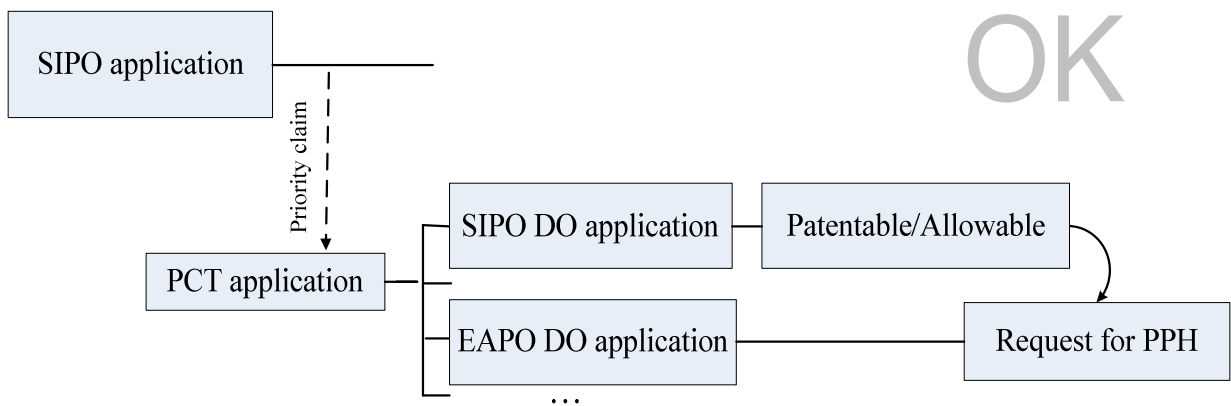 OK
SIPO application
Priority claim
SIPO DO application
Patentable/Allowable
PCT application
EAPO DO application
Request for PPH
...